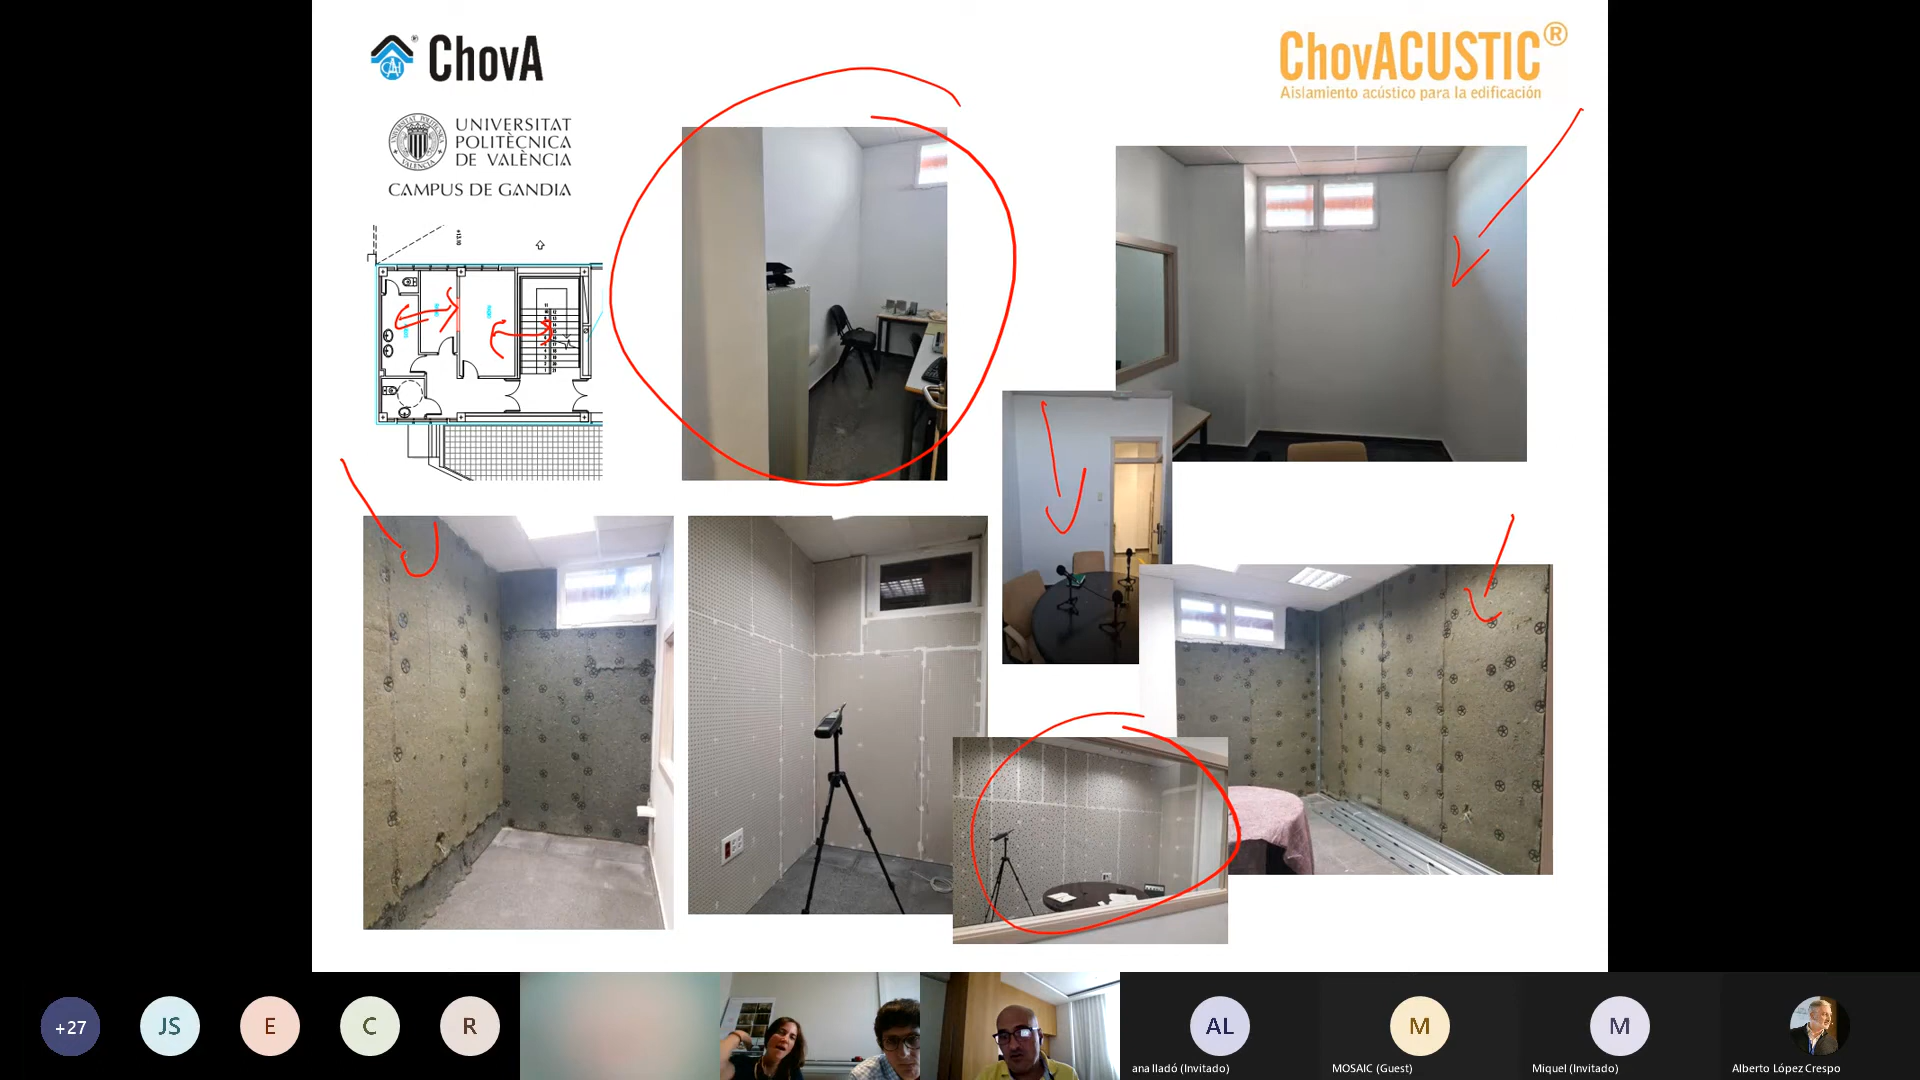 ChovA
ChovACUSTIC®
Aislamiento acústico para la edificación
UNIVERSITAT
POLITÈCNICA
DE VALÈNCIA
CAMPUS DE GANDIA
+27
JS
E
C
R
AL
M
M
ana lladó (Invitado)
MOSAIC (Guest)
Miquel (Invitado)
Alberto López Crespo